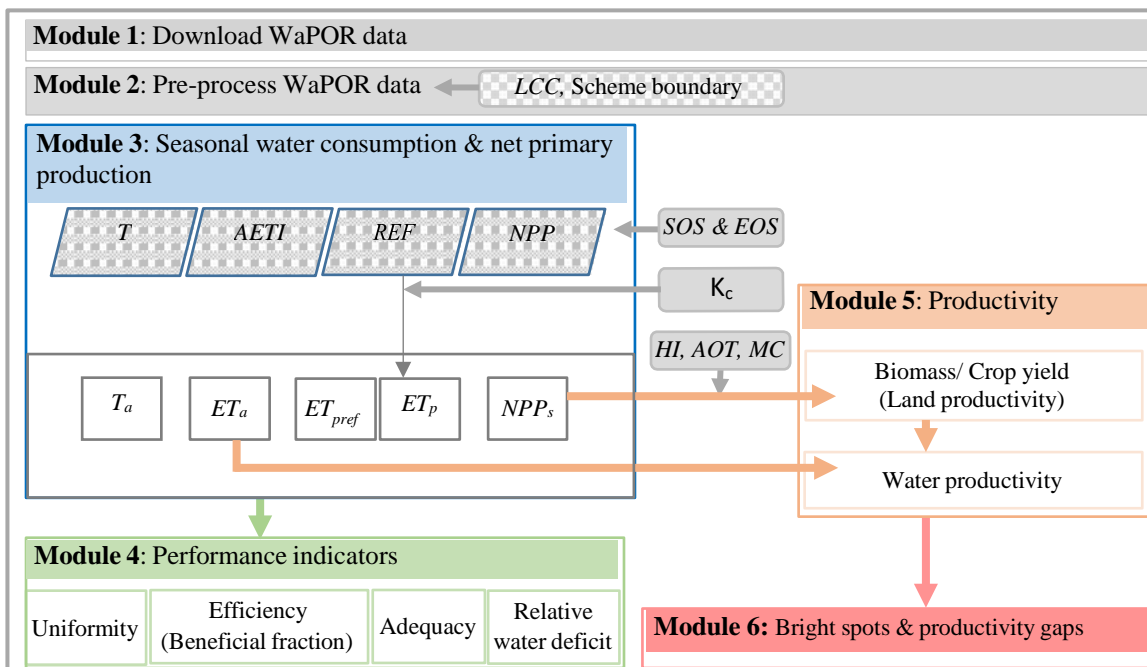 Module 1: Download WaPOR data
Module 2: Pre-process WaPOR data
LCC, Scheme boundary
Module 3: Seasonal water consumption & net primary
production
T
AETI
REF
NPP
SOS & EOS
Kc
HI, AOT, MC
Ta
ETa
ETpref
ETp
NPPs
Module 5: Productivity
Biomass/ Crop yield
(Land productivity)
Water productivity
Module 4: Performance indicators
Uniformity
Efficiency
(Beneficial fraction)
Adequacy
Relative
water deficit
Module 6: Bright spots & productivity gaps